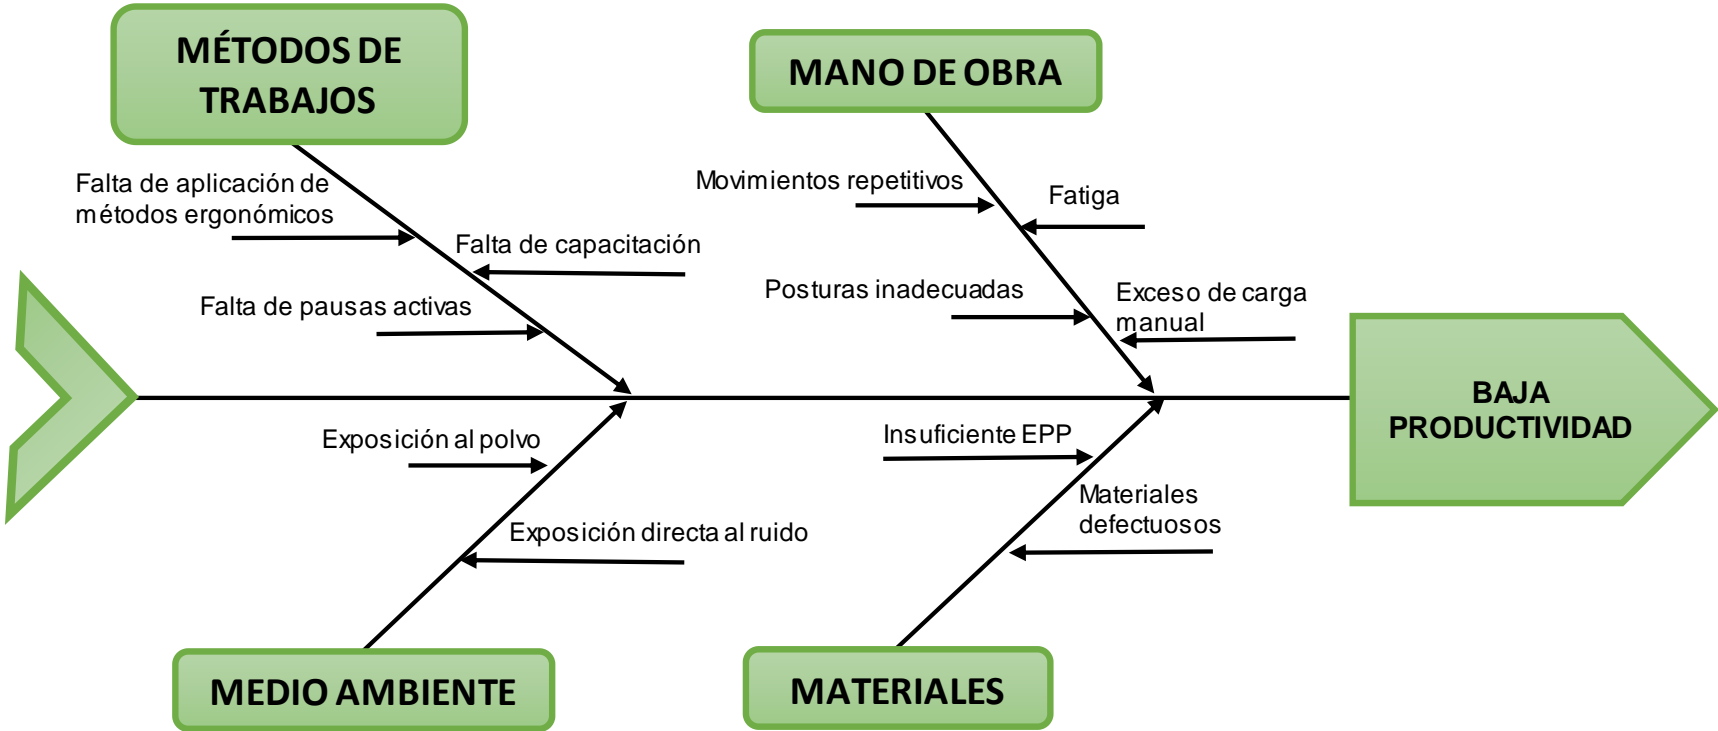 MÉTODOS DE
TRABAJOS
MANO DE OBRA
Falta de aplicación de
métodos ergonómicos
Falta de capacitación
Falta de pausas activas
Movimientos repetitivos
Fatiga
Posturas inadecuadas
Exceso de carga
manual
BAJA
PRODUCTIVIDAD
Exposición al polvo
Exposición directa al ruido
Insuficiente EPP
Materiales
defectuosos
MEDIO AMBIENTE
MATERIALES